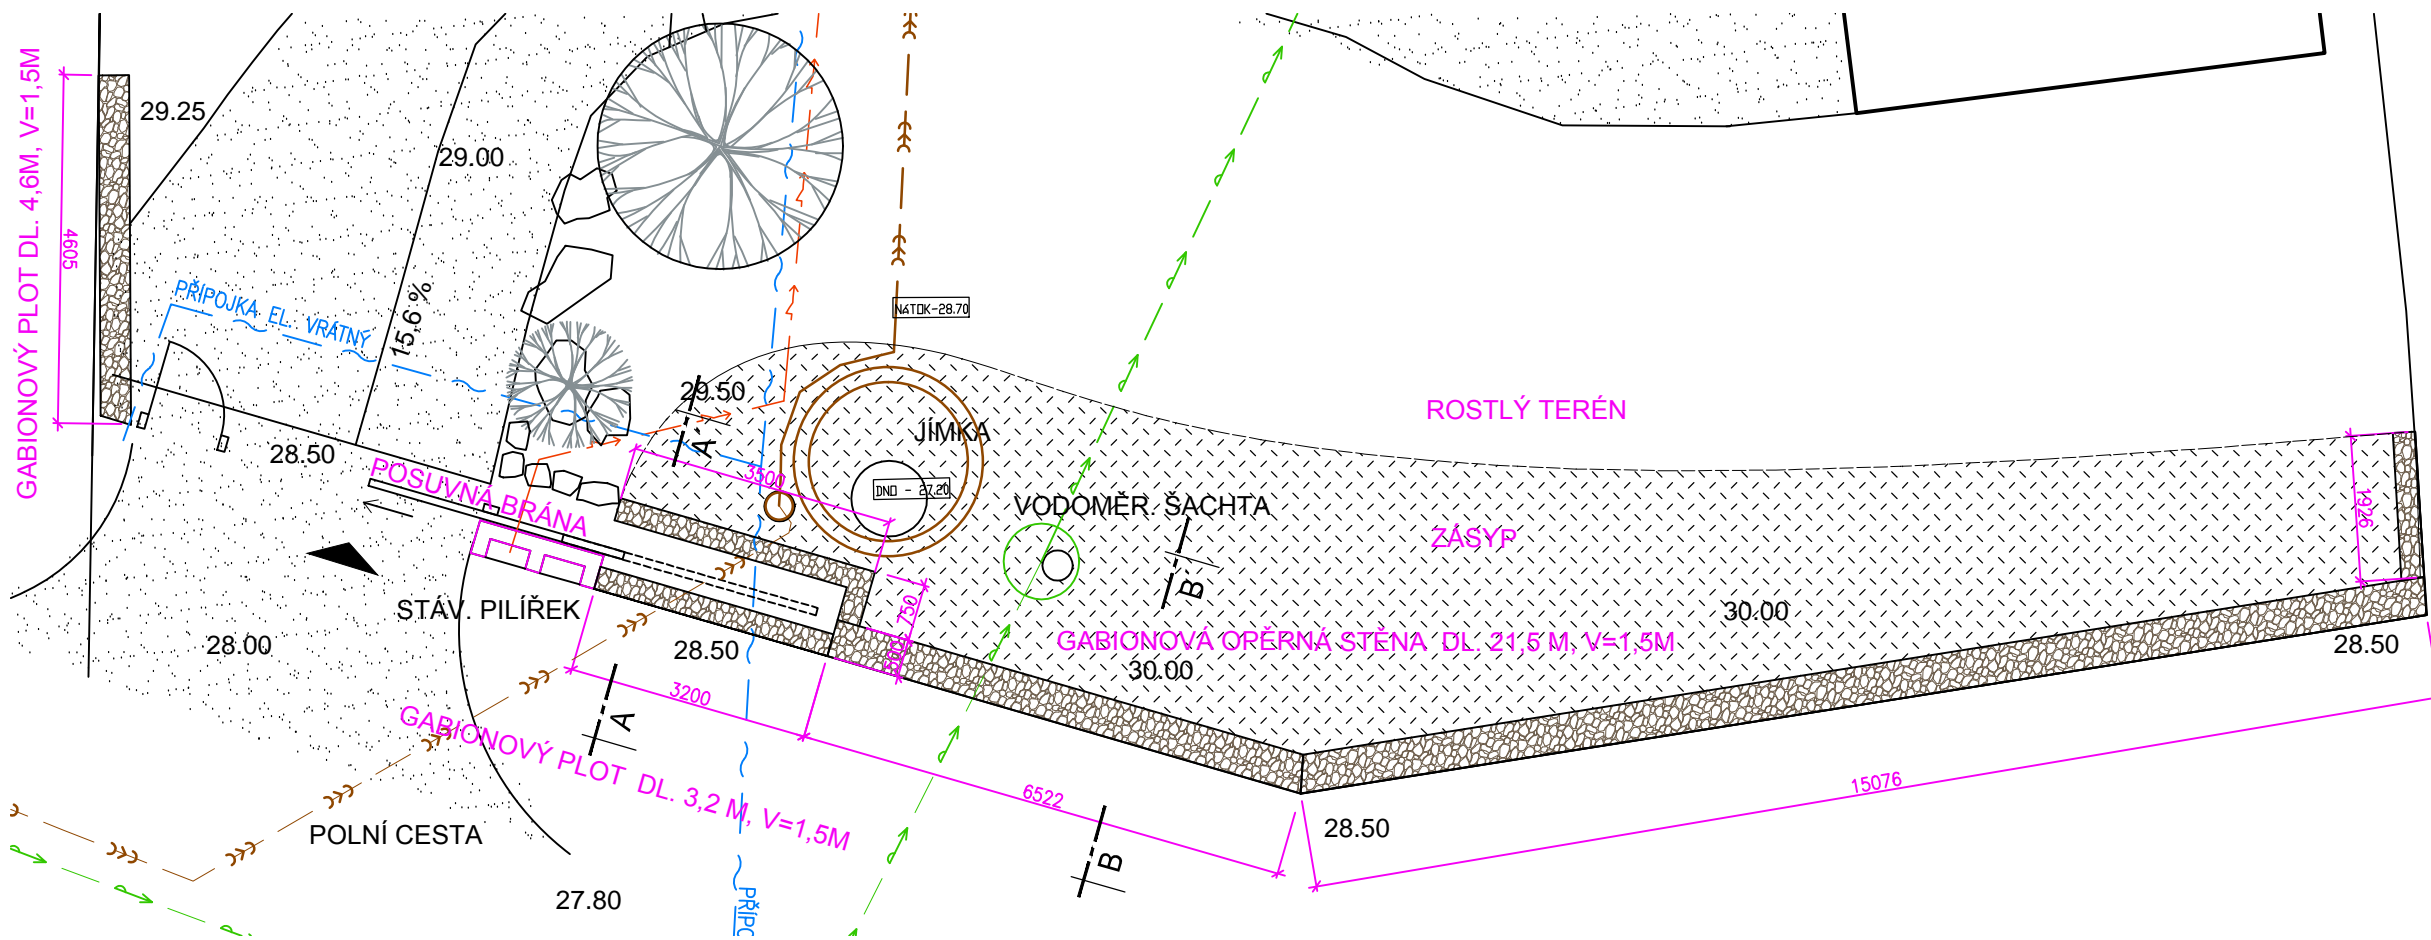 GABIONOVÝ PLOT DL. 4,6M, V=1,5M
4605
29.25
29.00
15,6 %
PŘÍPOJKA EL. VRÁTNÝ
NÁTOK-28.70
29.50
A
A'
JÍMKA
ROSTLÝ TERÉN
28.50
POSUVNÁ BRÁNA
3500
DNO - 27.20
VODOMĚR. ŠACHTA
ZÁSYP
1926
B'
STÁV. PILÍŘEK
750
30.00
28.00
28.50
500
GABIONOVÁ OPĚRNÁ STĚNA DL. 21,5 M, V=1,5M
28.50
30.00
3200
A
GABIONOVÝ PLOT DL. 3,2 M, V=1,5M
6522
15076
POLNÍ CESTA
28.50
B
27.80
PŘÍPO